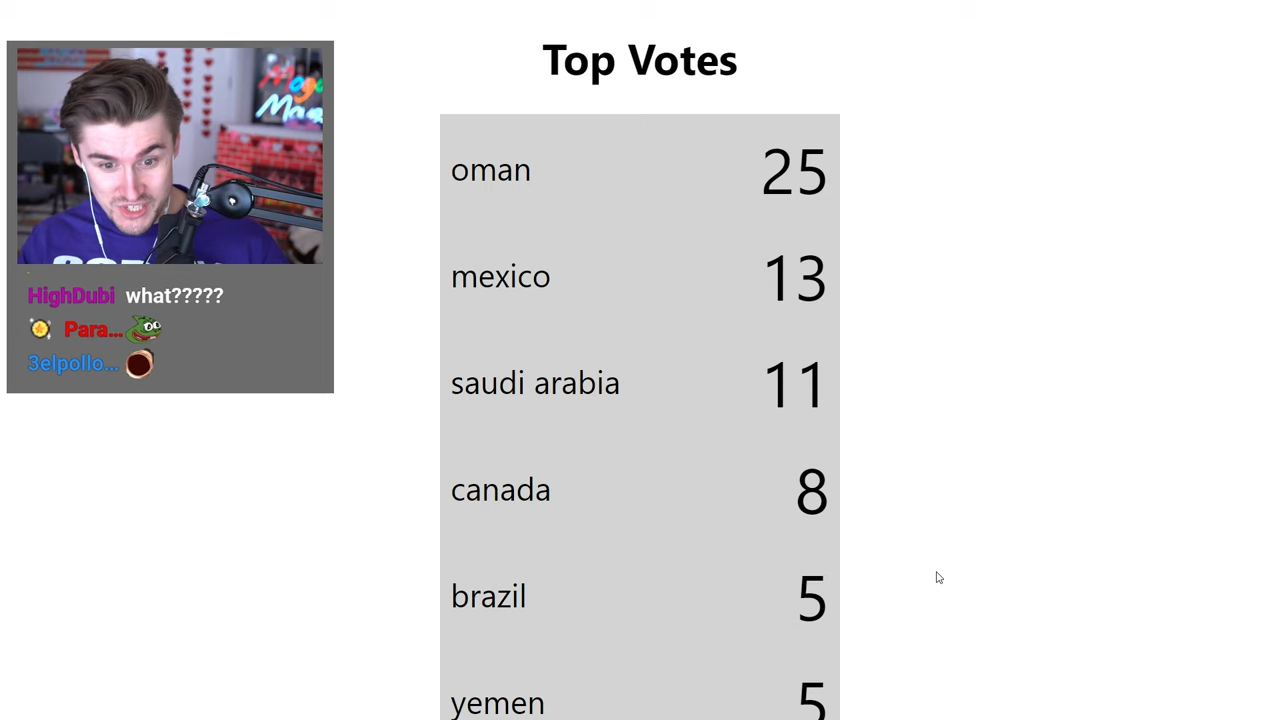 Top Votes
oman 25
mexico 13
saudi arabia 11
canada 8
brazil 5
yemen 5
HighDubi what?????
Para...
3elpollo...